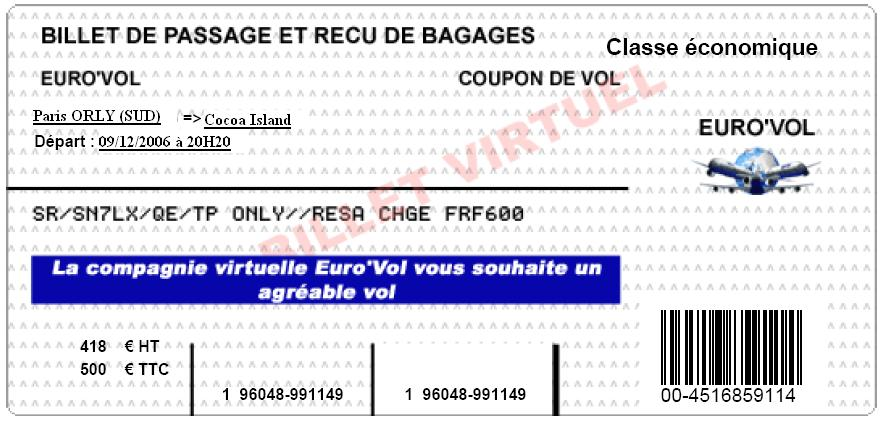 BILLET DE PASSAGE ET RECU DE BAGAGES
Classe économique
EURO'VOL
COUPON DE VOL
BILLET VIRTUEL
Paris ORLY (SUD) => Cocoa Island
Départ : 09/12/2006 à 20H20
EURO'VOL
SR/SN7LX/QE/TP ONLY//RESA CHGE FRF600
La compagnie virtuelle Euro'Vol vous souhaite un
agréable vol
418 € HT
500 € TTC
1 96048-991149
1 96048-991149
00-4516859114